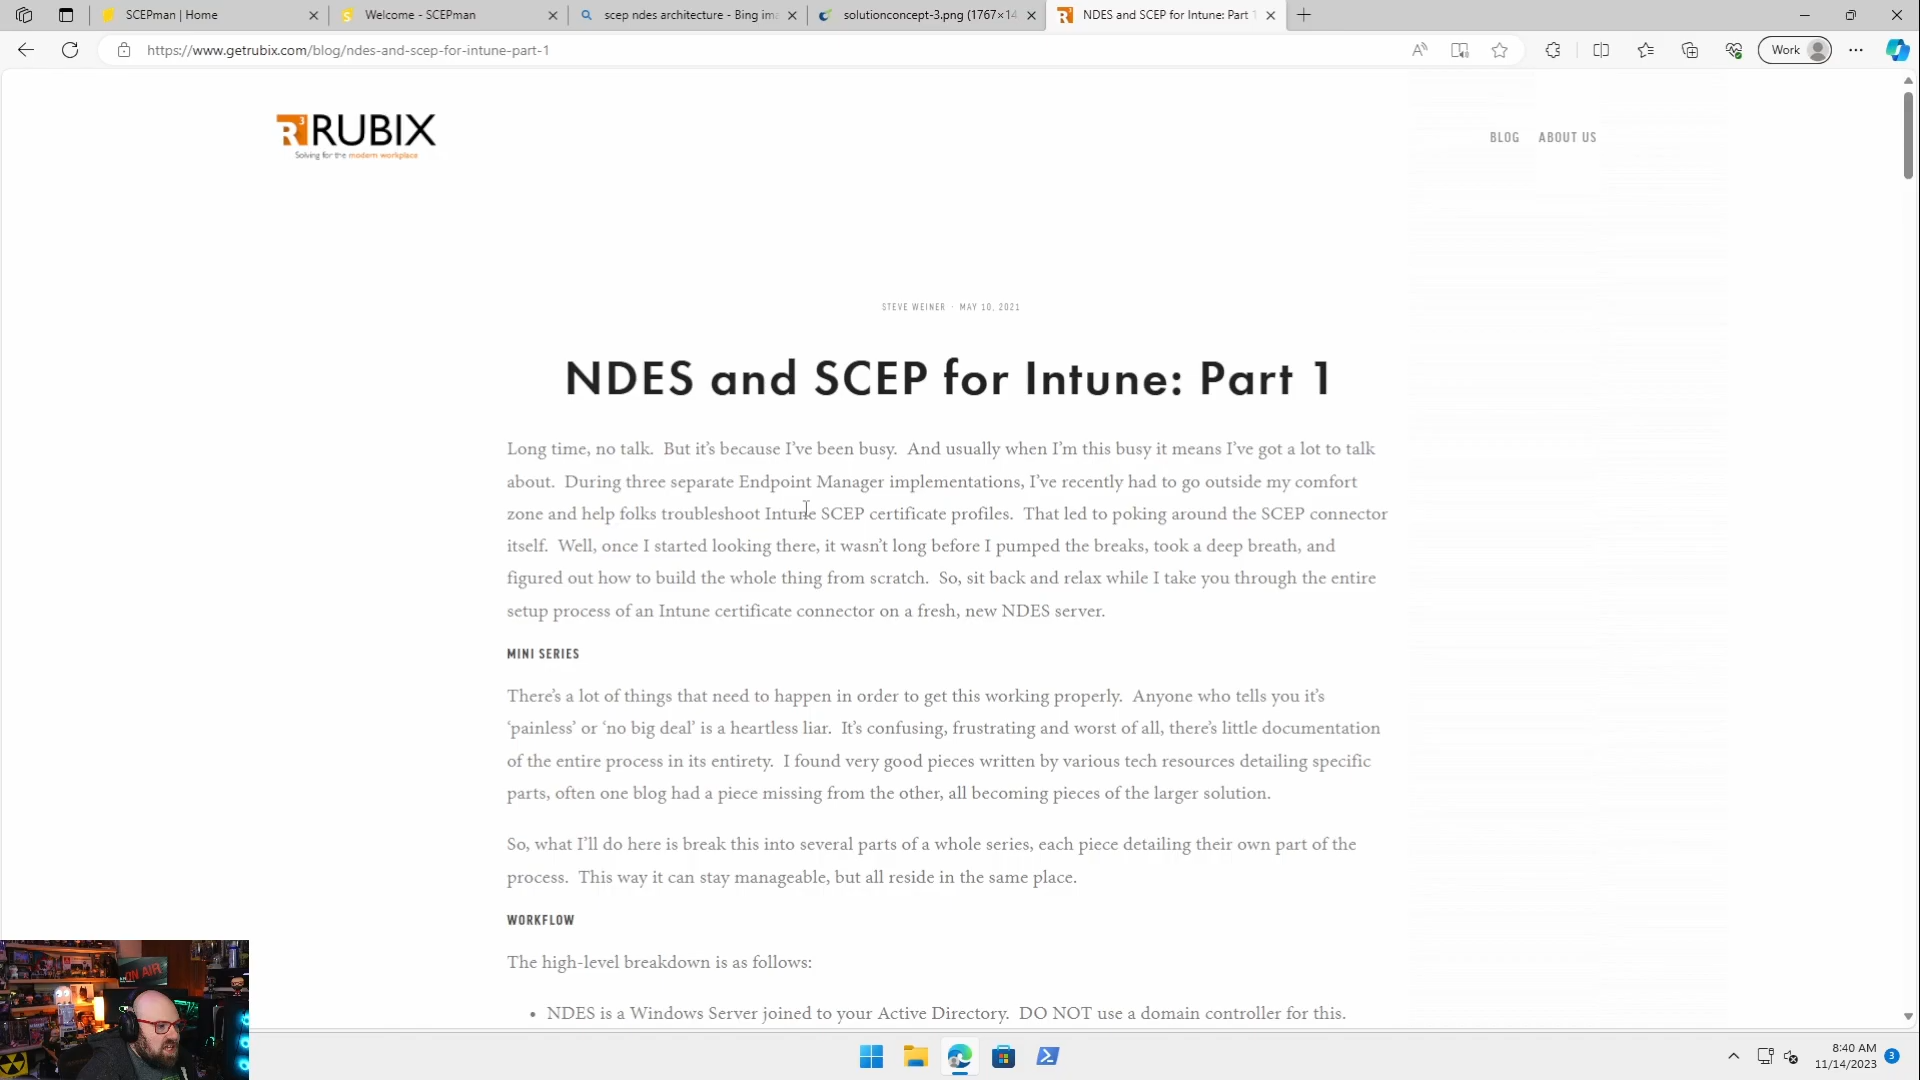 SCEPman | Home
Welcome - SCEPman
scep ndes architecture - Bing im
solutionconcept-3.png (1767×14
NDES and SCEP for Intune: Part 1
https://www.getrubix.com/blog/ndes-and-scep-for-intune-part-1
Work
RUBIX
Solving for the modern workplace
BLOG ABOUT US
STEVE WEINER · MAY 10, 2021
NDES and SCEP for Intune: Part 1
Long time, no talk. But it’s because I’ve been busy. And usually when I’m this busy it means I’ve got a lot to talk
about. During three separate Endpoint Manager implementations, I’ve recently had to go outside my comfort
zone and help folks troubleshoot Intune SCEP certificate profiles. That led to poking around the SCEP connector
itself. Well, once I started looking there, it wasn’t long before I pumped the breaks, took a deep breath, and
figured out how to build the whole thing from scratch. So, sit back and relax while I take you through the entire
setup process of an Intune certificate connector on a fresh, new NDES server.
MINI SERIES
There’s a lot of things that need to happen in order to get this working properly. Anyone who tells you it’s
‘painless’ or ‘no big deal’ is a heartless liar. It’s confusing, frustrating and worst of all, there’s little documentation
of the entire process in its entirety. I found very good pieces written by various tech resources detailing specific
parts, often one blog had a piece missing from the other, all becoming pieces of the larger solution.
So, what I’ll do here is break this into several parts of a whole series, each piece detailing their own part of the
process. This way it can stay manageable, but all reside in the same place.
WORKFLOW
The high-level breakdown is as follows:
• NDES is a Windows Server joined to your Active Directory. DO NOT use a domain controller for this.
ON AIR
8:40 AM
11/14/2023
3